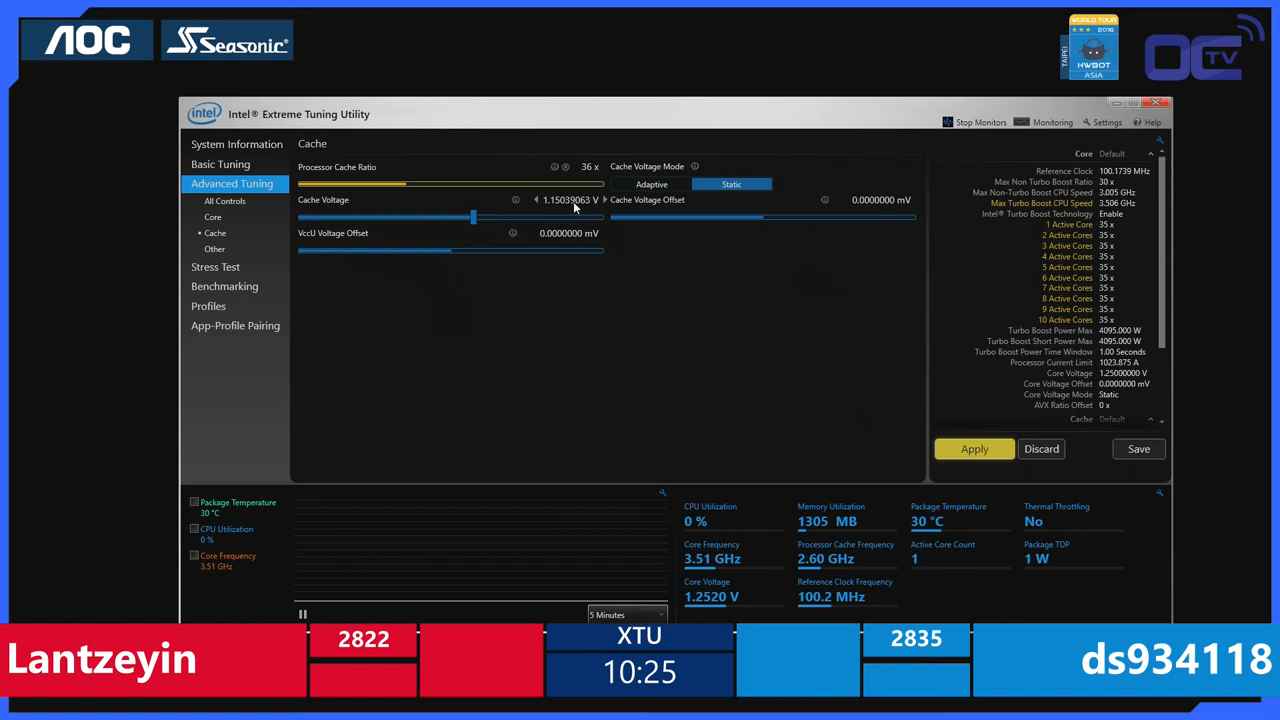 AOC
Seasonic
WORLD TOUR
2016
TAIPEI
HWBOT
ASIA
OC
TV
intel
Intel® Extreme Tuning Utility
Stop Monitors
Monitoring
Settings
Help
System Information
Basic Tuning
Advanced Tuning
All Controls
Core
Cache
Other
Stress Test
Benchmarking
Profiles
App-Profile Pairing
Cache
Processor Cache Ratio 36 x
Cache Voltage Mode
Adaptive Static
Cache Voltage 1.15039063 V
Cache Voltage Offset 0.0000000 mV
VccU Voltage Offset 0.0000000 mV
Core Default
Reference Clock 100.1739 MHz
Max Non Turbo Boost Ratio 30 x
Max Non-Turbo Boost CPU Speed 3.005 GHz
Max Turbo Boost CPU Speed 3.506 GHz
Intel® Turbo Boost Technology Enable
1 Active Core 35 x
2 Active Cores 35 x
3 Active Cores 35 x
4 Active Cores 35 x
5 Active Cores 35 x
6 Active Cores 35 x
7 Active Cores 35 x
8 Active Cores 35 x
9 Active Cores 35 x
10 Active Cores 35 x
Turbo Boost Power Max 4095.000 W
Turbo Boost Short Power Max 4095.000 W
Turbo Boost Power Time Window 1.00 Seconds
Processor Current Limit 1023.875 A
Core Voltage 1.25000000 V
Core Voltage Offset 0.0000000 mV
Core Voltage Mode Static
AVX Ratio Offset 0 x
Cache Default
Apply Discard Save
Package Temperature
30 °C
CPU Utilization
0 %
Core Frequency
3.51 GHz
5 Minutes
CPU Utilization
0 %
Memory Utilization
1305 MB
Package Temperature
30 °C
Thermal Throttling
No
Core Frequency
3.51 GHz
Processor Cache Frequency
2.60 GHz
Active Core Count
1
Package TDP
1 W
Core Voltage
1.2520 V
Reference Clock Frequency
100.2 MHz
Lantzeyin
2822
XTU
10:25
2835
ds934118